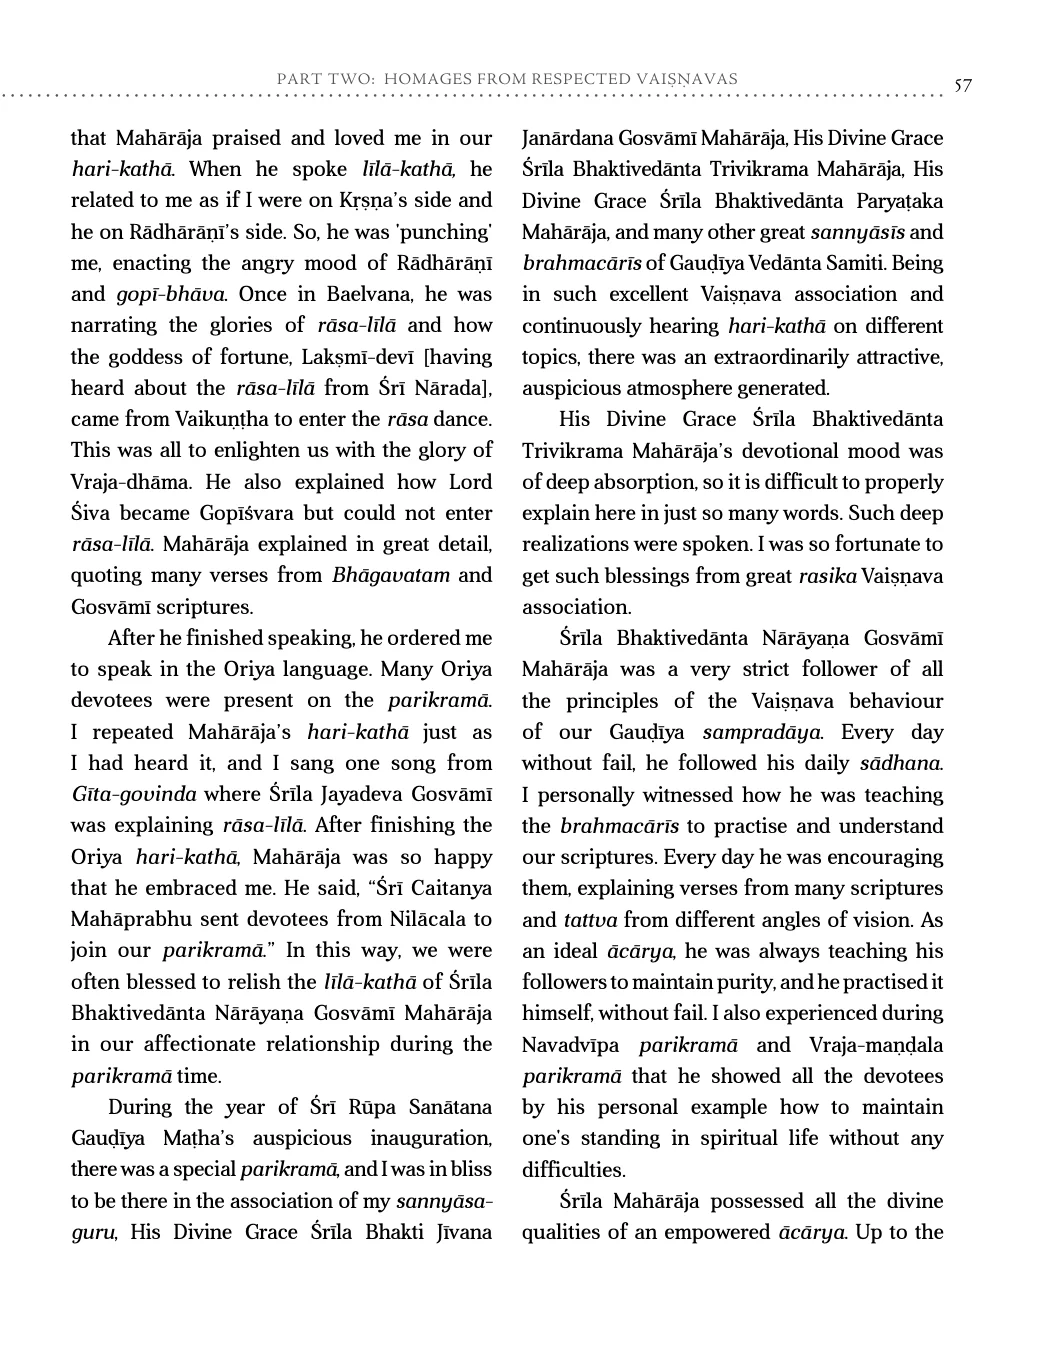 PART TWO: HOMAGES FROM RESPECTED VAIṢṆAVAS
57
that Mahārāja praised and loved me in our
hari-kathā. When he spoke līlā-kathā, he
related to me as if I were on Kṛṣṇa’s side and
he on Rādhārāṇī’s side. So, he was 'punching'
me, enacting the angry mood of Rādhārāṇī
and gopī-bhāva. Once in Baelvana, he was
narrating the glories of rāsa-līlā and how
the goddess of fortune, Lakṣmī-devī [having
heard about the rāsa-līlā from Śrī Nārada],
came from Vaikuṇṭha to enter the rāsa dance.
This was all to enlighten us with the glory of
Vraja-dhāma. He also explained how Lord
Śiva became Gopīśvara but could not enter
rāsa-līlā. Mahārāja explained in great detail,
quoting many verses from Bhāgavatam and
Gosvāmī scriptures.
After he finished speaking, he ordered me
to speak in the Oriya language. Many Oriya
devotees were present on the parikramā.
I repeated Mahārāja’s hari-kathā just as
I had heard it, and I sang one song from
Gīta-govinda where Śrīla Jayadeva Gosvāmī
was explaining rāsa-līlā. After finishing the
Oriya hari-kathā, Mahārāja was so happy
that he embraced me. He said, “Śrī Caitanya
Mahāprabhu sent devotees from Nilācala to
join our parikramā.” In this way, we were
often blessed to relish the līlā-kathā of Śrīla
Bhaktivedānta Nārāyaṇa Gosvāmī Mahārāja
in our affectionate relationship during the
parikramā time.
During the year of Śrī Rūpa Sanātana
Gauḍīya Maṭha’s auspicious inauguration,
there was a special parikramā, and I was in bliss
to be there in the association of my sannyāsa-
guru, His Divine Grace Śrīla Bhakti Jīvana
Janārdana Gosvāmī Mahārāja, His Divine Grace
Śrīla Bhaktivedānta Trivikrama Mahārāja, His
Divine Grace Śrīla Bhaktivedānta Paryaṭaka
Mahārāja, and many other great sannyāsīs and
brahmacārīs of Gauḍīya Vedānta Samiti. Being
in such excellent Vaiṣṇava association and
continuously hearing hari-kathā on different
topics, there was an extraordinarily attractive,
auspicious atmosphere generated.
His Divine Grace Śrīla Bhaktivedānta
Trivikrama Mahārāja’s devotional mood was
of deep absorption, so it is difficult to properly
explain here in just so many words. Such deep
realizations were spoken. I was so fortunate to
get such blessings from great rasika Vaiṣṇava
association.
Śrīla Bhaktivedānta Nārāyaṇa Gosvāmī
Mahārāja was a very strict follower of all
the principles of the Vaiṣṇava behaviour
of our Gauḍīya sampradāya. Every day
without fail, he followed his daily sādhana.
I personally witnessed how he was teaching
the brahmacārīs to practise and understand
our scriptures. Every day he was encouraging
them, explaining verses from many scriptures
and tattva from different angles of vision. As
an ideal ācārya, he was always teaching his
followers to maintain purity, and he practised it
himself, without fail. I also experienced during
Navadvīpa parikramā and Vraja-maṇḍala
parikramā that he showed all the devotees
by his personal example how to maintain
one's standing in spiritual life without any
difficulties.
Śrīla Mahārāja possessed all the divine
qualities of an empowered ācārya. Up to the